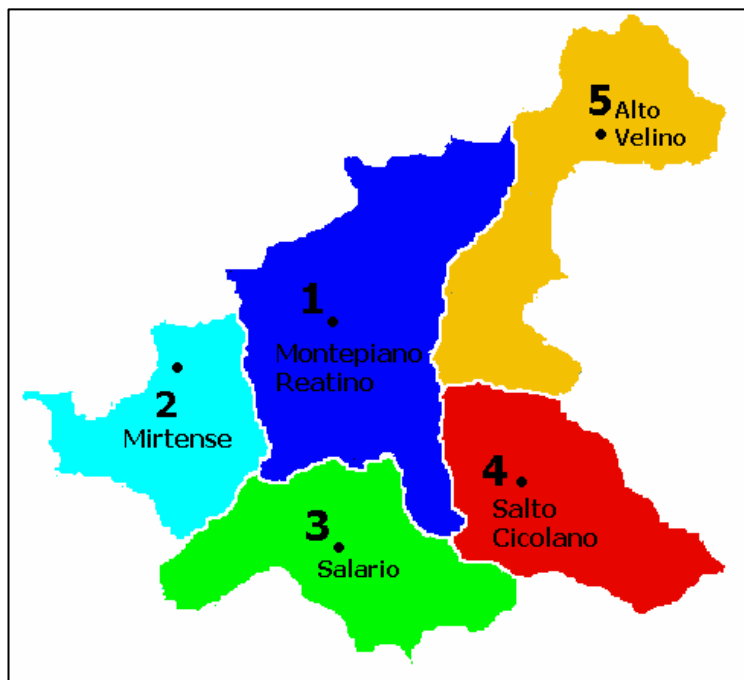 5 Alto
Velino
1
Montepiano
Reatino
2
Mirtense
4
Salto
Cicolano
3
Salario